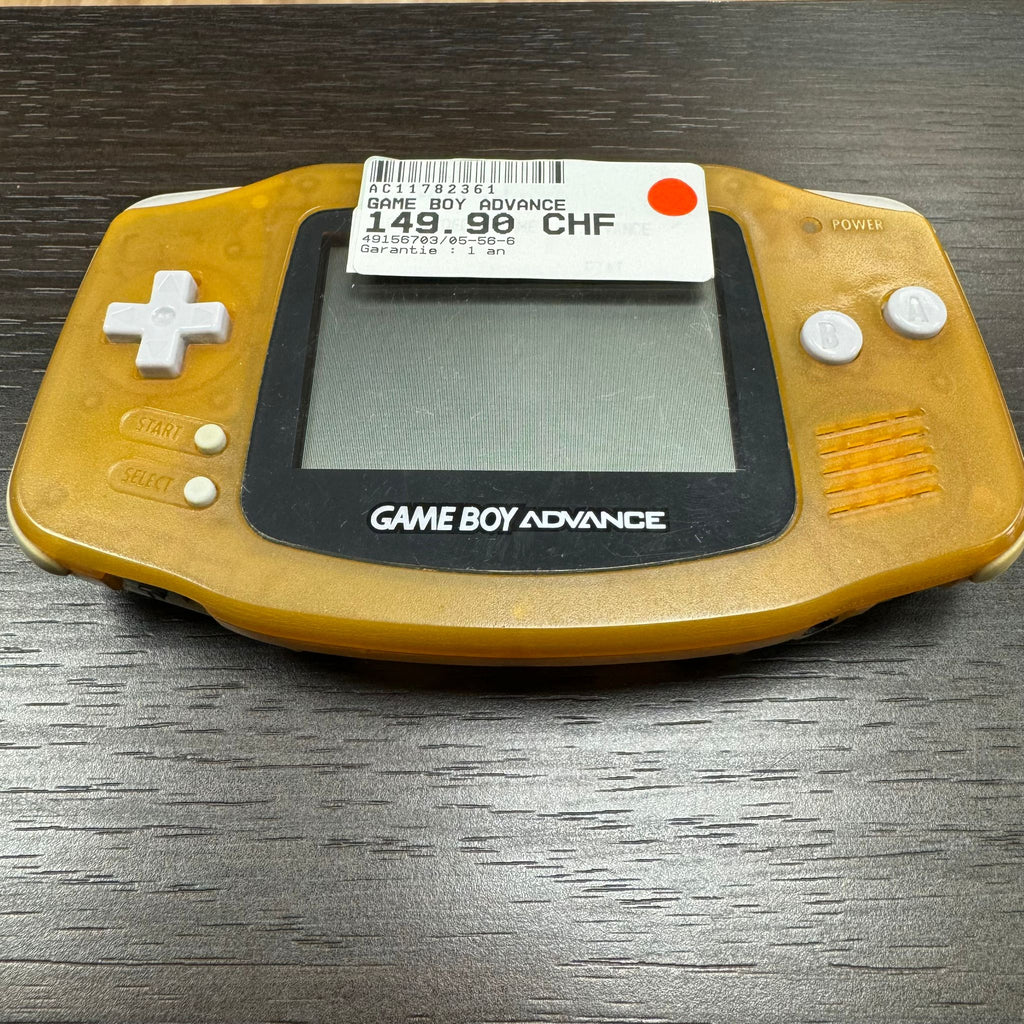 AC11782361
GAME BOY ADVANCE
149.90 CHF
49156703/05-56-6
Garantie : 1 an
POWER
A
B
START
SELECT
GAME BOY ADVANCE